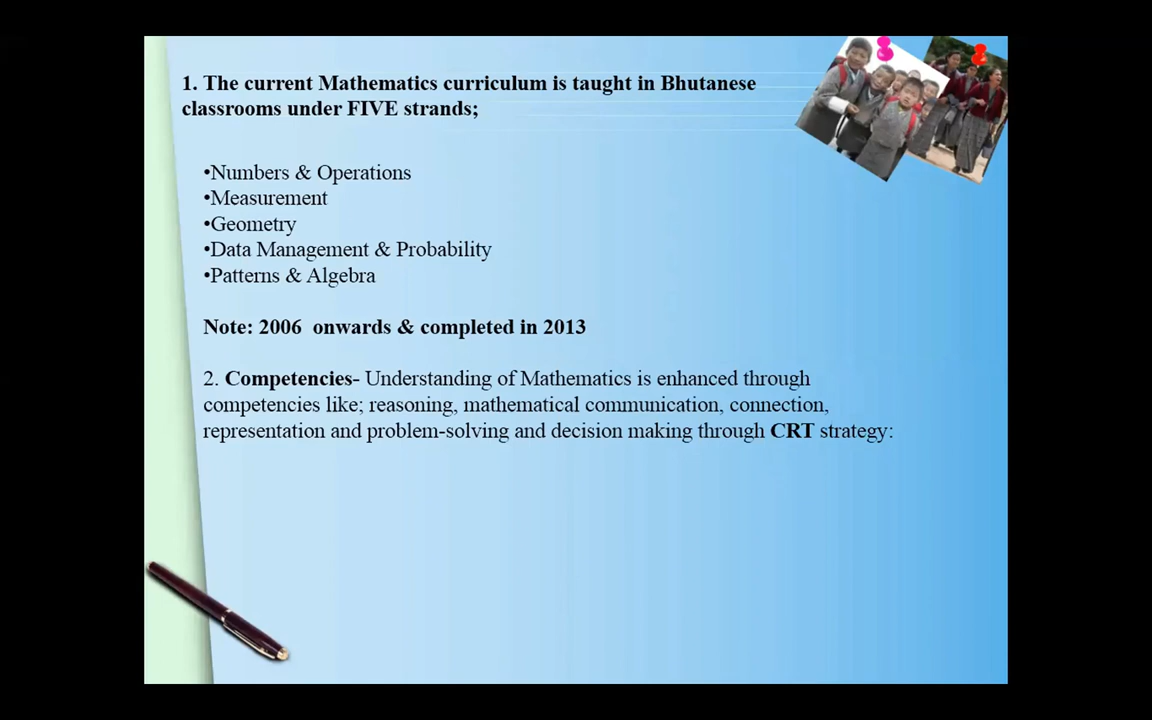 1. The current Mathematics curriculum is taught in Bhutanese
classrooms under FIVE strands;
•Numbers & Operations
•Measurement
•Geometry
•Data Management & Probability
•Patterns & Algebra
Note: 2006  onwards & completed in 2013
2. Competencies- Understanding of Mathematics is enhanced through
competencies like; reasoning, mathematical communication, connection,
representation and problem-solving and decision making through CRT strategy: